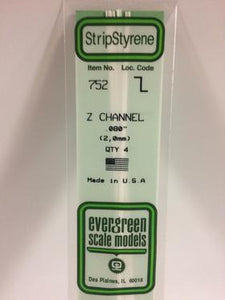 StripStyrene
Item No. Loc. Code
752
Z CHANNEL
.080"
(2,0mm)
QTY 4
Made in U.S.A
evergreen
scale models
Des Plaines, IL 60018